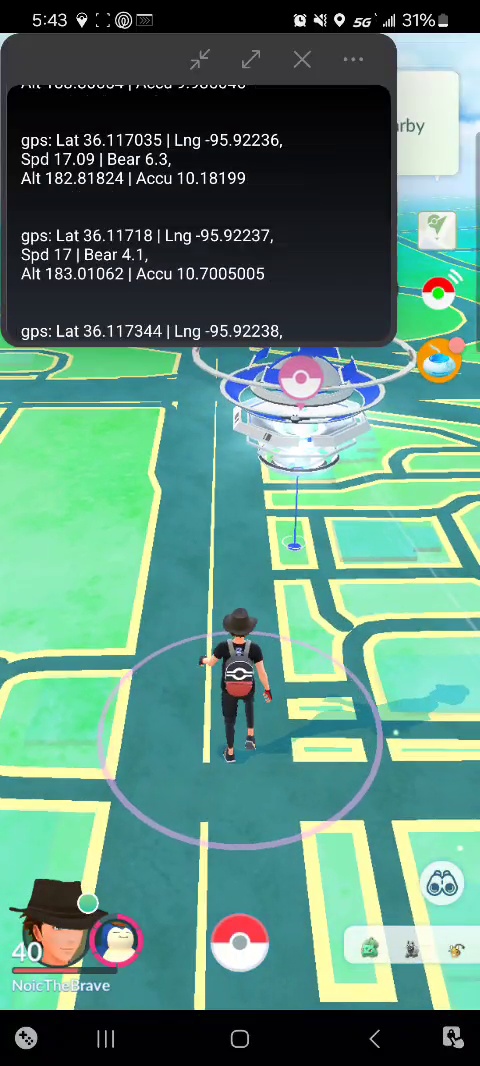 5:43
5G
31%
gps: Lat 36.117035 | Lng -95.92236,
Spd 17.09 | Bear 6.3,
Alt 182.81824 | Accu 10.18199
gps: Lat 36.11718 | Lng -95.92237,
Spd 17 | Bear 4.1,
Alt 183.01062 | Accu 10.7005005
gps: Lat 36.117344 | Lng -95.92238,
40
NoicTheBrave